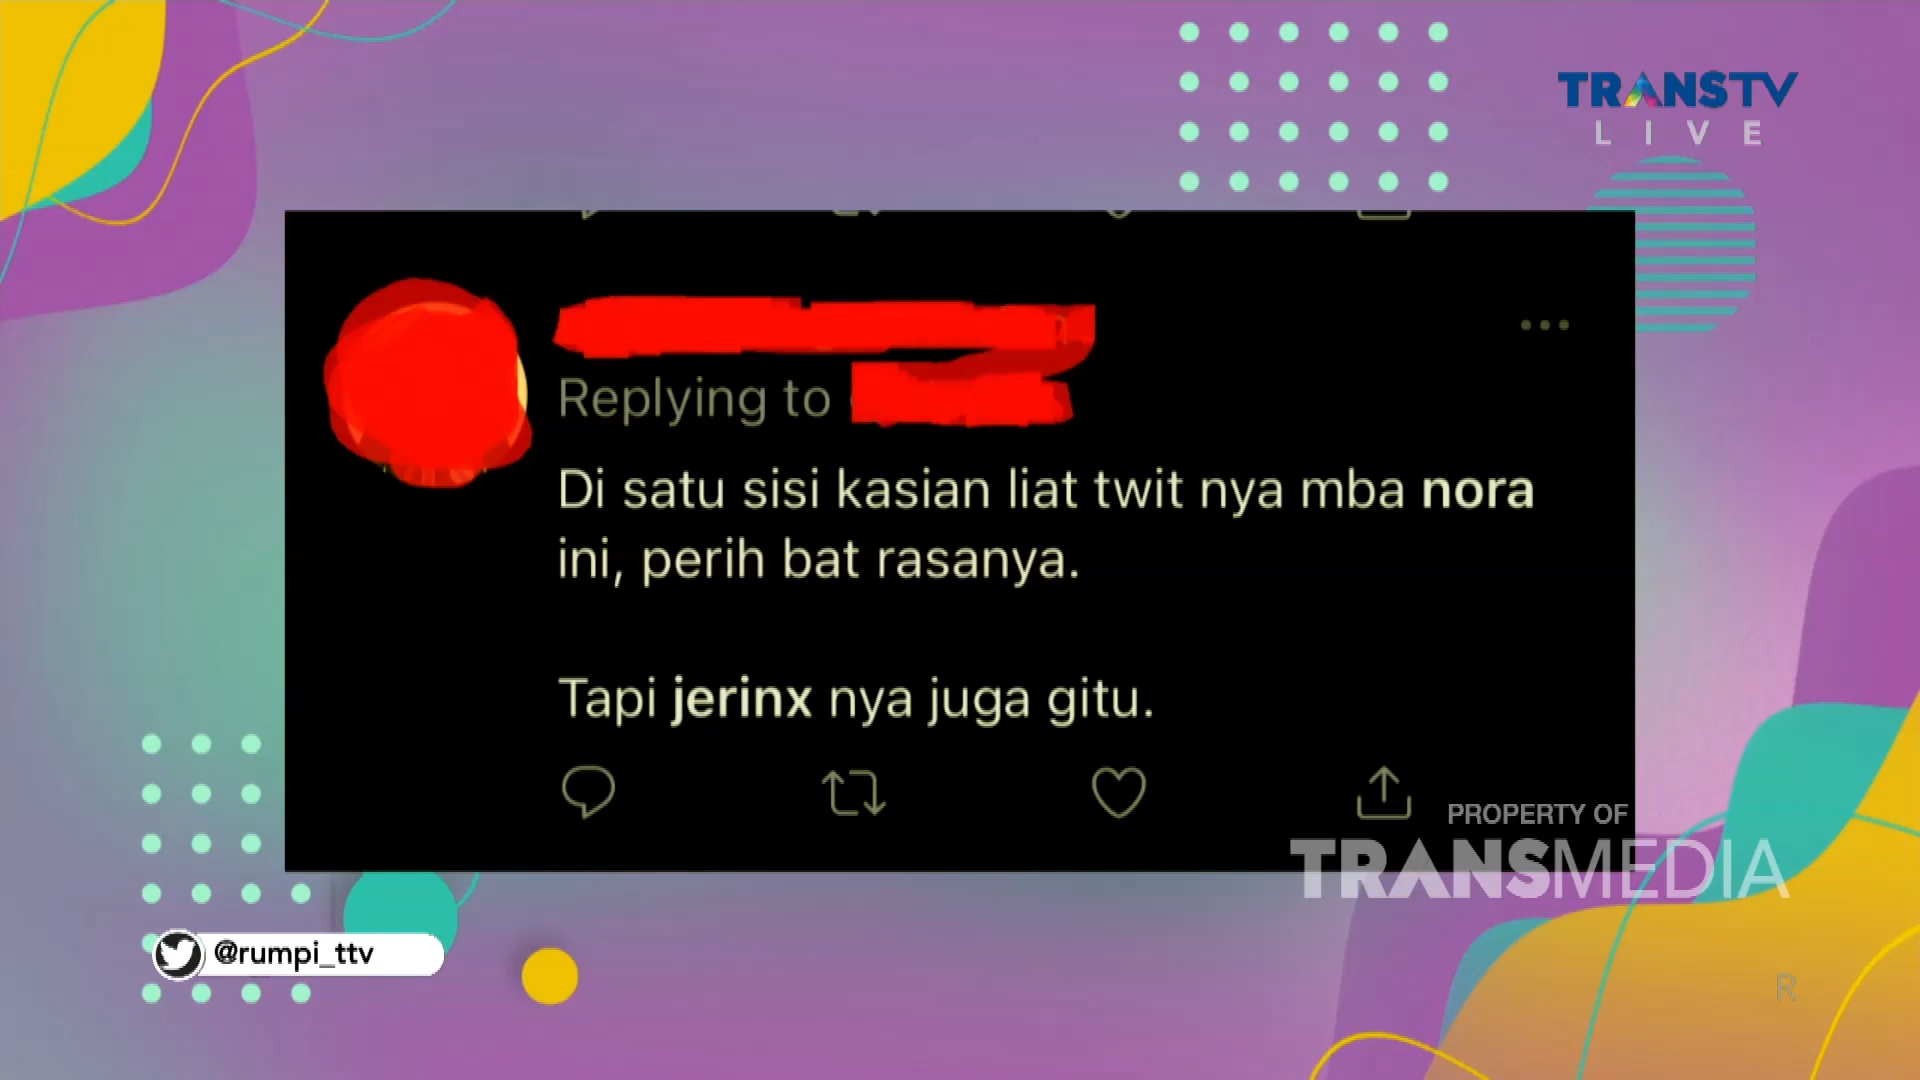 TRANSTV
LIVE
Replying to
Di satu sisi kasian liat twit nya mba nora
ini, perih bat rasanya.
Tapi jerinx nya juga gitu.
PROPERTY OF
TRANSMEDIA
@rumpi_ttv
R